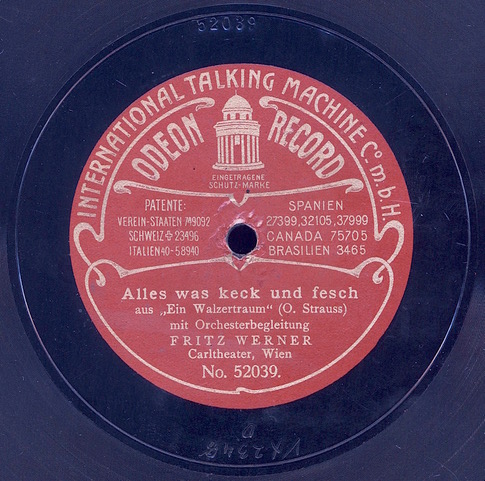 52039
INTERNATIONAL TALKING MACHINE Co. m. b. H.
ODEON RECORD
EINGETRAGENE
SCHUTZ-MARKE
PATENTE:
VEREIN-STAATEN 719092
SCHWEIZ 23496
ITALIEN 40-58940
SPANIEN
27399, 32105, 37999
CANADA 75705
BRASILIEN 3465
Alles was keck und fesch
aus „Ein Walzertraum“ (O. Strauss)
mit Orchesterbegleitung
FRITZ WERNER
Carltheater, Wien
No. 52039.